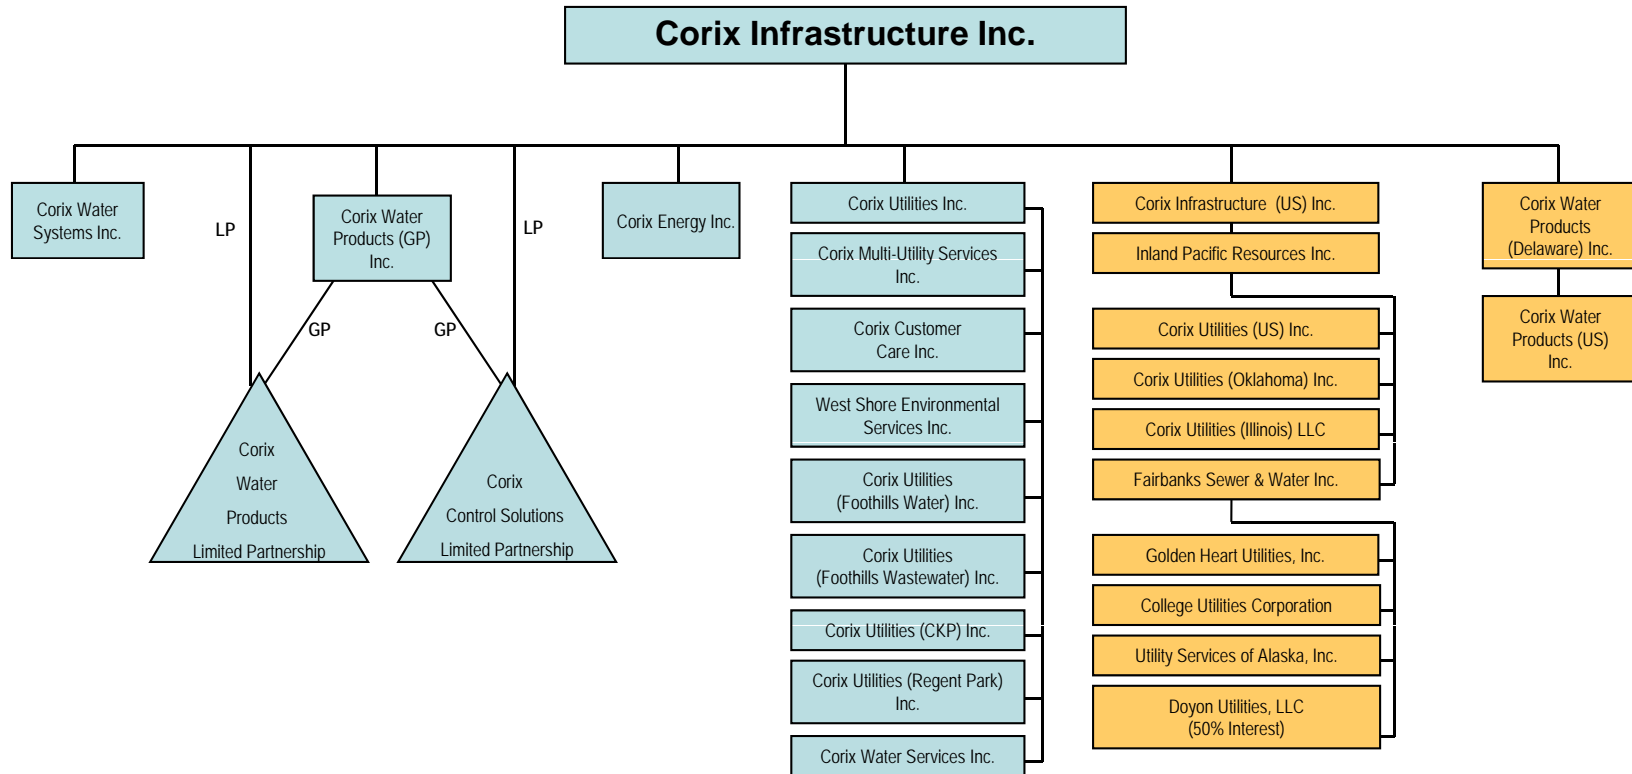 Corix Infrastructure Inc.
Corix Water
Systems Inc.
LP
Corix Water
Products (GP)
Inc.
LP
GP
GP
Corix
Water
Products
Limited Partnership
Corix
Control Solutions
Limited Partnership
Corix Energy Inc.
Corix Utilities Inc.
Corix Multi-Utility Services
Inc.
Corix Customer
Care Inc.
West Shore Environmental
Services Inc.
Corix Utilities
(Foothills Water) Inc.
Corix Utilities
(Foothills Wastewater) Inc.
Corix Utilities (CKP) Inc.
Corix Utilities (Regent Park)
Inc.
Corix Water Services Inc.
Corix Infrastructure (US) Inc.
Inland Pacific Resources Inc.
Corix Utilities (US) Inc.
Corix Utilities (Oklahoma) Inc.
Corix Utilities (Illinois) LLC
Fairbanks Sewer & Water Inc.
Golden Heart Utilities, Inc.
College Utilities Corporation
Utility Services of Alaska, Inc.
Doyon Utilities, LLC
(50% Interest)
Corix Water
Products
(Delaware) Inc.
Corix Water
Products (US)
Inc.